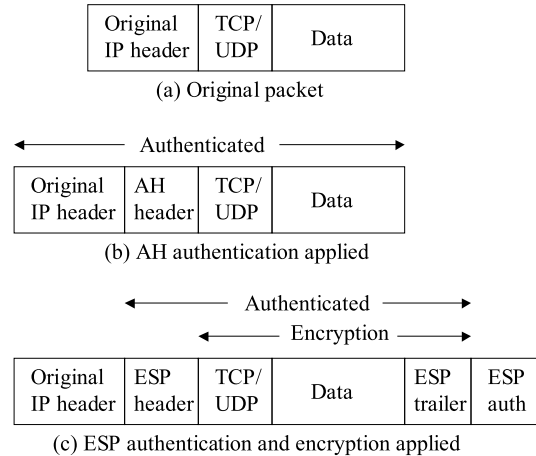 Original IP header TCP/ UDP Data
(a) Original packet
Authenticated
Original IP header AH header TCP/ UDP Data
(b) AH authentication applied
Authenticated
Encryption
Original IP header ESP header TCP/ UDP Data ESP trailer ESP auth
(c) ESP authentication and encryption applied